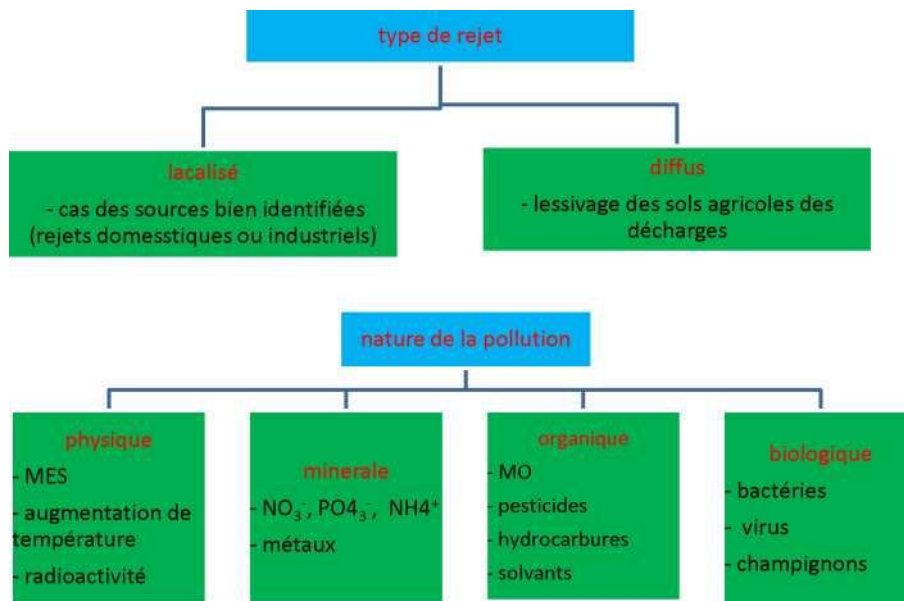 type de rejet
lacalisé
- cas des sources bien identifiées
(rejets domesstiques ou industriels)
diffus
- lessivage des sols agricoles des
décharges
nature de la pollution
physique
- MES
- augmentation de
température
- radioactivité
minerale
- NO₃⁻, PO4₃⁻, NH4⁺
- métaux
organique
- MO
- pesticides
- hydrocarbures
- solvants
biologique
- bactéries
- virus
- champignons